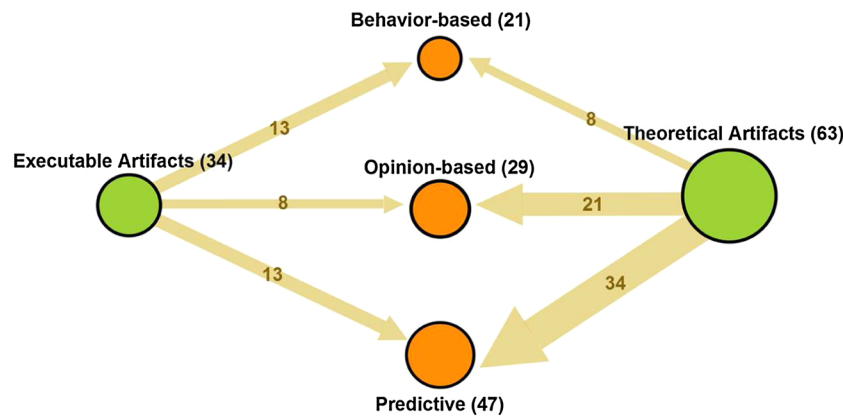 Behavior-based (21)
13
8
Theoretical Artifacts (63)
Executable Artifacts (34)
Opinion-based (29)
8
21
13
34
Predictive (47)